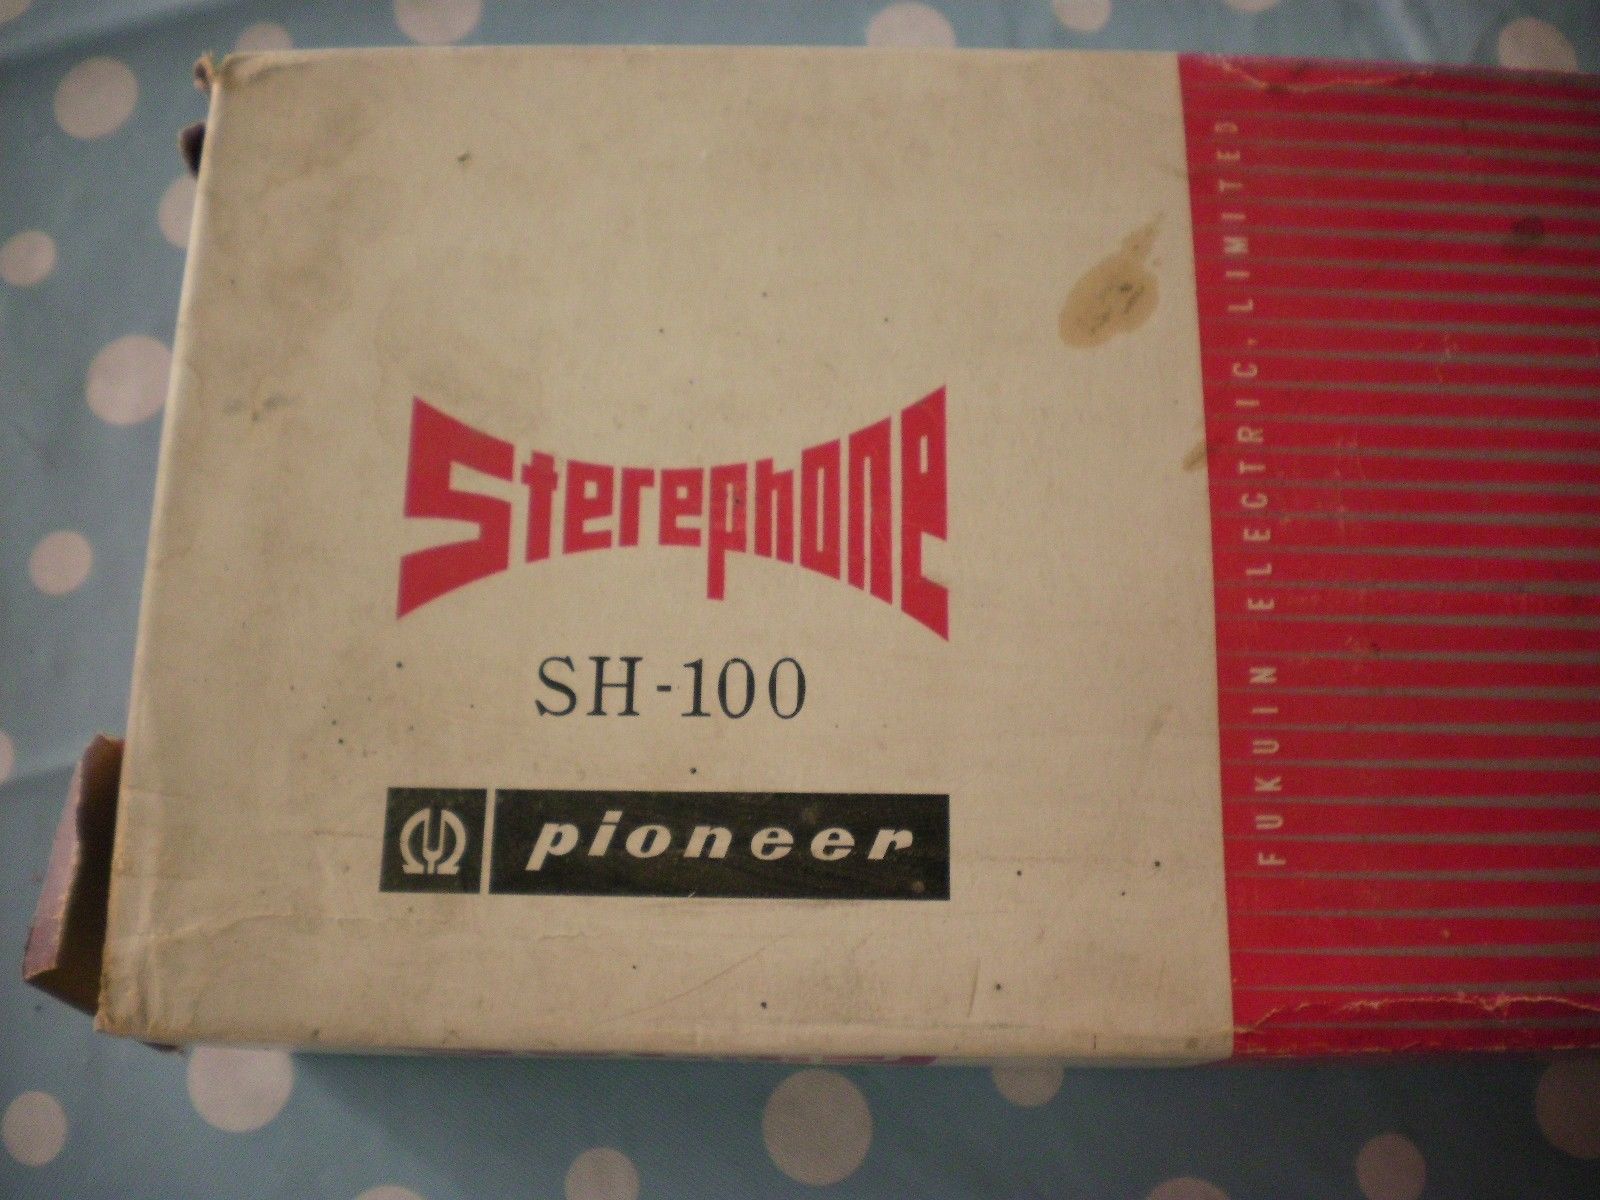 Sterephone
SH-100
pioneer
FUKUIN ELECTRIC, LIMITED